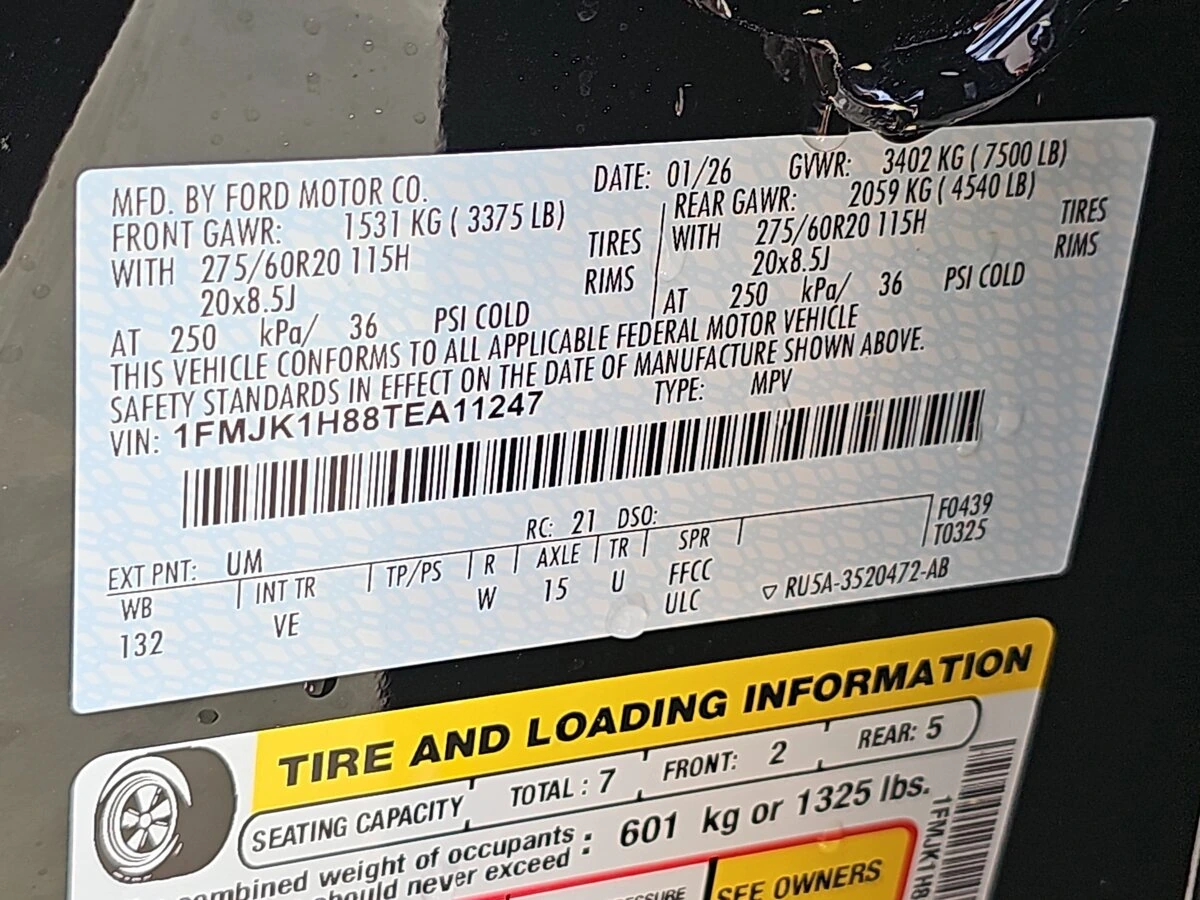 MFD. BY FORD MOTOR CO. DATE: 01/26 GVWR: 3402 KG ( 7500 LB)
FRONT GAWR: 1531 KG ( 3375 LB) REAR GAWR: 2059 KG ( 4540 LB)
WITH 275/60R20 115H TIRES WITH 275/60R20 115H TIRES
20x8.5J RIMS 20x8.5J RIMS
AT 250 kPa/ 36 PSI COLD AT 250 kPa/ 36 PSI COLD
THIS VEHICLE CONFORMS TO ALL APPLICABLE FEDERAL MOTOR VEHICLE
SAFETY STANDARDS IN EFFECT ON THE DATE OF MANUFACTURE SHOWN ABOVE.
VIN: 1FMJK1H88TEA11247 TYPE: MPV
EXT PNT: UM RC: 21 DSO: F0439
WB INT TR TP/PS R AXLE TR SPR T0325
132 VE W 15 U FFCC
ULC RU5A-3520472-AB
TIRE AND LOADING INFORMATION
SEATING CAPACITY TOTAL : 7 FRONT: 2 REAR: 5
combined weight of occupants : 601 kg or 1325 lbs.
should never exceed
SEE OWNERS
1FMJK1H8